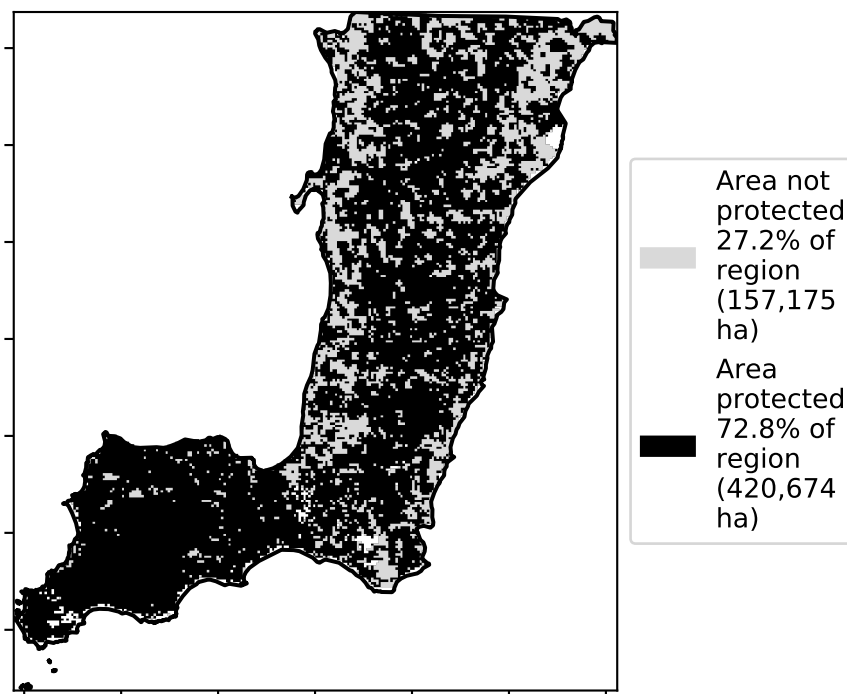 Area not
protected
27.2% of
region
(157,175
ha)
Area
protected
72.8% of
region
(420,674
ha)